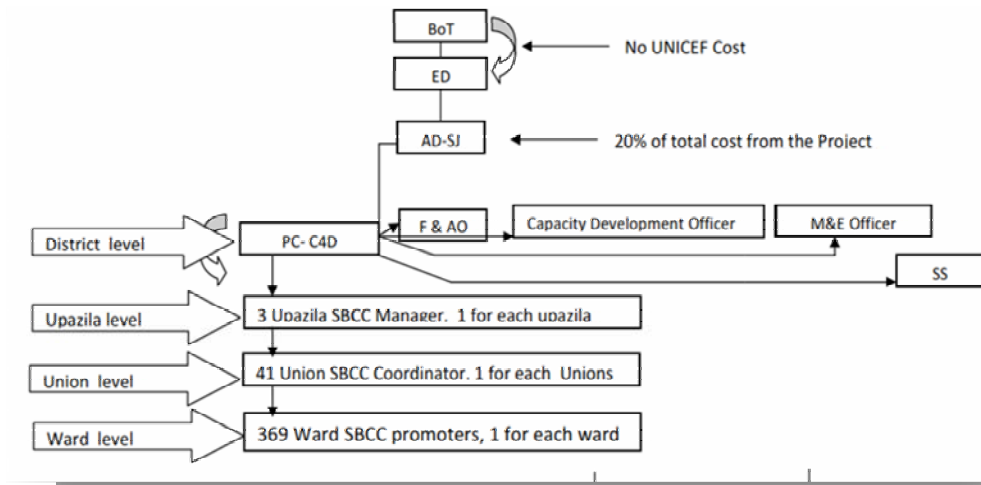 BoT
No UNICEF Cost
ED
AD-SJ
20% of total cost from the Project
District level
PC- C4D
F & AO
Capacity Development Officer
M&E Officer
SS
Upazila level
3 Upazila SBCC Manager. 1 for each upazila
Union level
41 Union SBCC Coordinator. 1 for each Unions
Ward level
369 Ward SBCC promoters, 1 for each ward